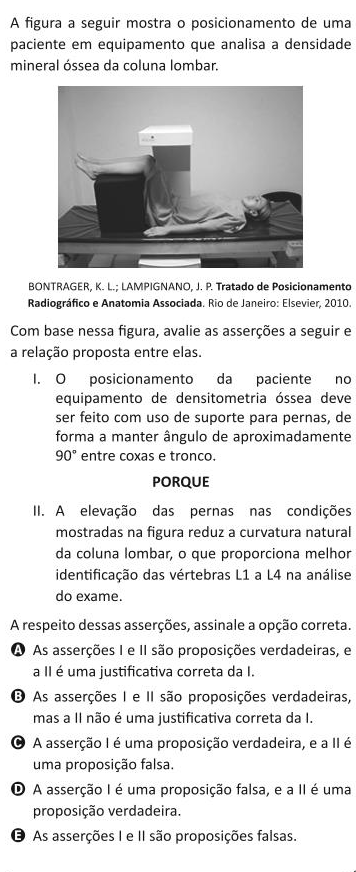 A figura a seguir mostra o posicionamento de uma
paciente em equipamento que analisa a densidade
mineral óssea da coluna lombar.
BONTRAGER, K. L.; LAMPIGNANO, J. P. Tratado de Posicionamento
Radiográfico e Anatomia Associada. Rio de Janeiro: Elsevier, 2010.
Com base nessa figura, avalie as asserções a seguir e
a relação proposta entre elas.
I. O posicionamento da paciente no
equipamento de densitometria óssea deve
ser feito com uso de suporte para pernas, de
forma a manter ângulo de aproximadamente
90° entre coxas e tronco.
PORQUE
II. A elevação das pernas nas condições
mostradas na figura reduz a curvatura natural
da coluna lombar, o que proporciona melhor
identificação das vértebras L1 a L4 na análise
do exame.
A respeito dessas asserções, assinale a opção correta.
A As asserções I e II são proposições verdadeiras, e
a II é uma justificativa correta da I.
B As asserções I e II são proposições verdadeiras,
mas a II não é uma justificativa correta da I.
C A asserção I é uma proposição verdadeira, e a II é
uma proposição falsa.
D A asserção I é uma proposição falsa, e a II é uma
proposição verdadeira.
E As asserções I e II são proposições falsas.